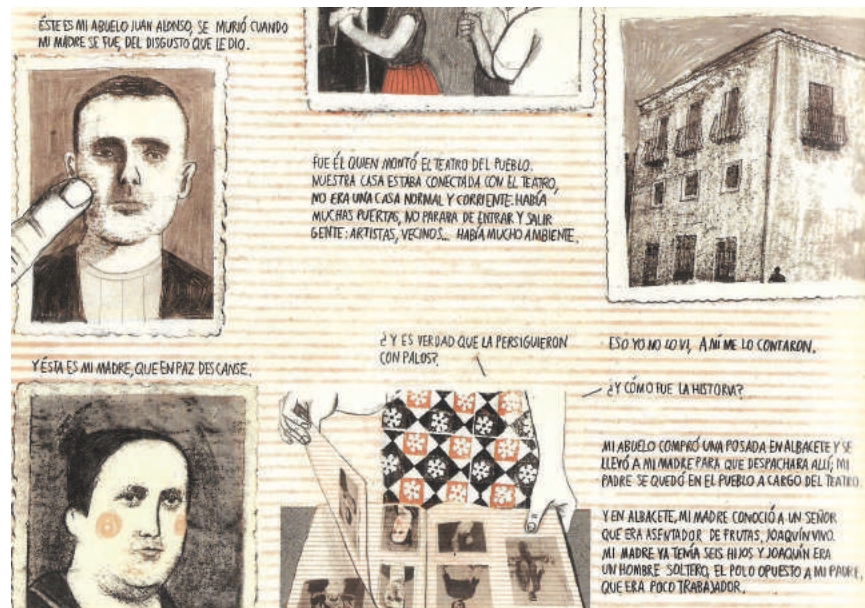 ÉSTE ES MI ABUELO JUAN ALONSO, SE MURIÓ CUANDO
MI MADRE SE FUE, DEL DISGUSTO QUE LE DIO.
FUE ÉL QUIEN MONTÓ EL TEATRO DEL PUEBLO.
NUESTRA CASA ESTABA CONECTADA CON EL TEATRO,
NO ERA UNA CASA NORMAL Y CORRIENTE. HABÍA
MUCHAS PUERTAS, NO PARABA DE ENTRAR Y SALIR
GENTE: ARTISTAS, VECINOS... HABÍA MUCHO AMBIENTE.
Y ÉSTA ES MI MADRE, QUE EN PAZ DESCANSE.
¿Y ES VERDAD QUE LA PERSIGUIERON
CON PALOS?
ESO YO NO LO VI, A MÍ ME LO CONTARON.
¿Y CÓMO FUE LA HISTORIA?
MI ABUELO COMPRÓ UNA POSADA EN ALBACETE Y SE
LLEVÓ A MI MADRE PARA QUE DESPACHARA ALLÍ; MI
PADRE SE QUEDÓ EN EL PUEBLO A CARGO DEL TEATRO.
Y EN ALBACETE, MI MADRE CONOCIÓ A UN SEÑOR
QUE ERA ASENTADOR DE FRUTAS, JOAQUÍN VIVO.
MI MADRE YA TENÍA SEIS HIJOS Y JOAQUÍN ERA
UN HOMBRE SOLTERO, EL POLO OPUESTO A MI PADRE,
QUE ERA POCO TRABAJADOR.